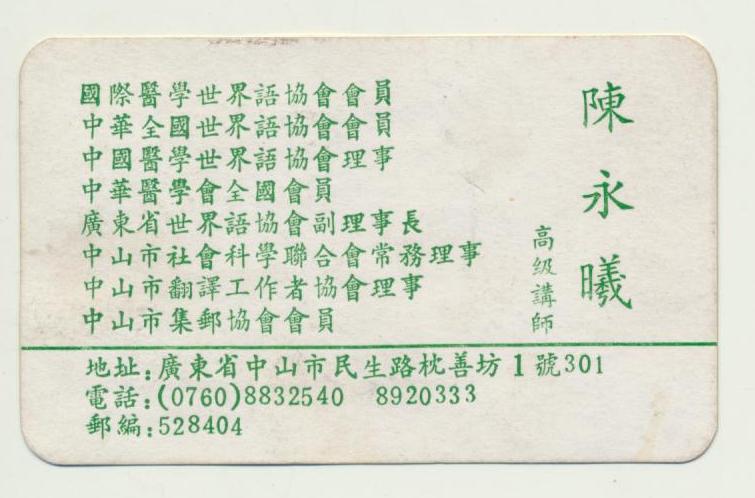 國際醫學世界語協會會員
中華全國世界語協會會員
中國醫學世界語協會理事
中華醫學會全國會員
廣東省世界語協會副理事長
中山市社會科學聯合會常務理事
中山市翻譯工作者協會理事
中山市集郵協會會員
陳永曦
高級講師
地址:廣東省中山市民生路枕善坊1號301
電話:(0760)8832540 8920333
郵編:528404